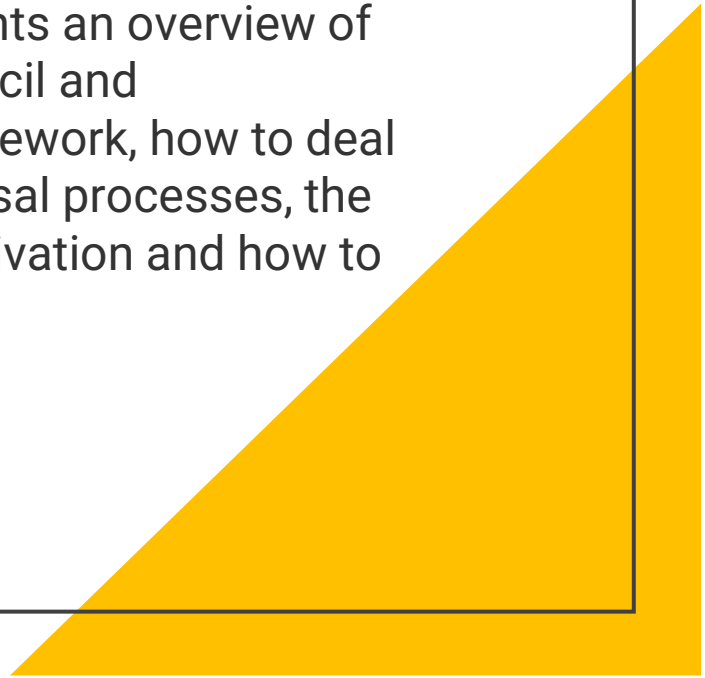 nts an overview of
cil and
ework, how to deal
sal processes, the
ivation and how to